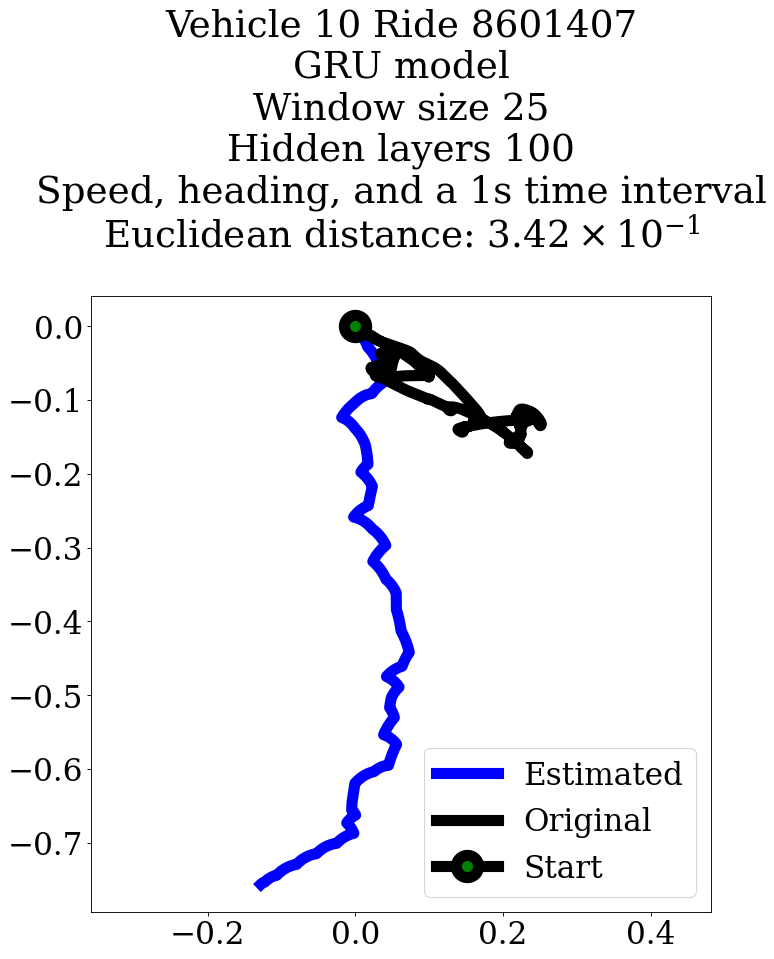 Vehicle 10 Ride 8601407
GRU model
Window size 25
Hidden layers 100
Speed, heading, and a 1s time interval
Euclidean distance: 3.42 × 10⁻¹
0.0
−0.1
−0.2
−0.3
−0.4
−0.5
−0.6
−0.7
Estimated
Original
Start
−0.2 0.0 0.2 0.4